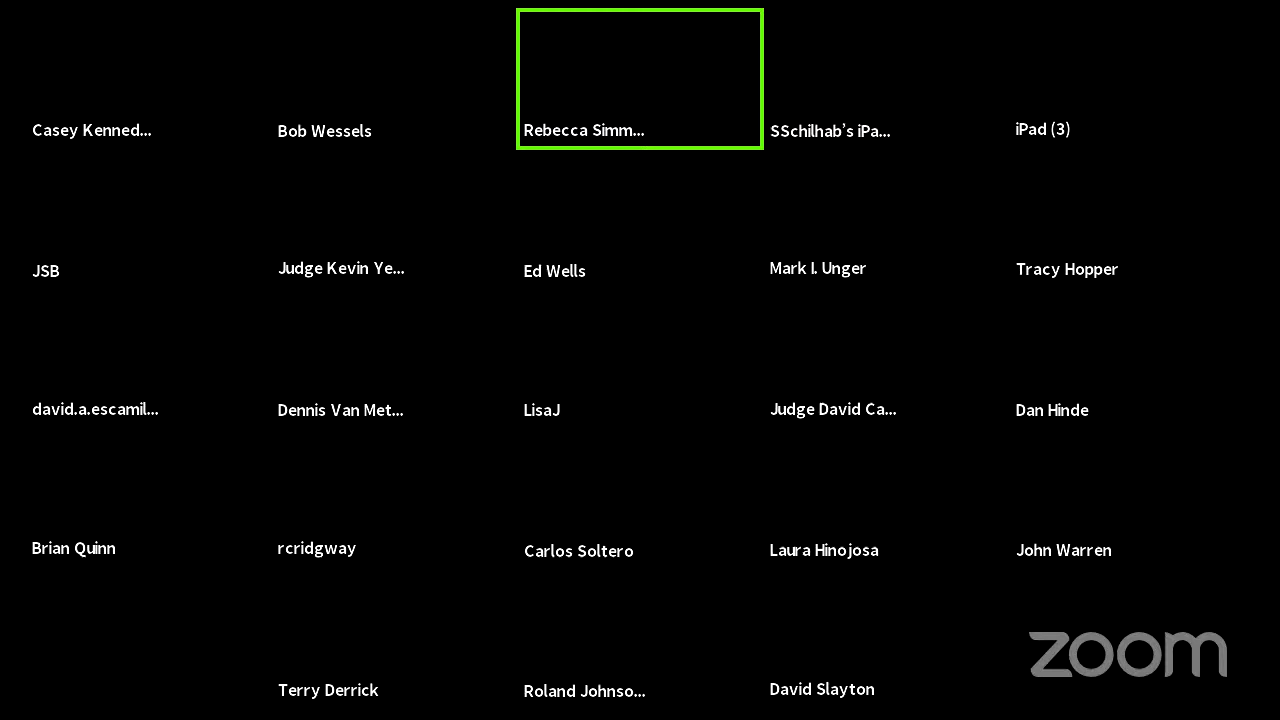 Casey Kenned...
Bob Wessels
Rebecca Simm...
SSchilhab's iPa...
iPad (3)
JSB
Judge Kevin Ye...
Ed Wells
Mark I. Unger
Tracy Hopper
david.a.escamil...
Dennis Van Met...
LisaJ
Judge David Ca...
Dan Hinde
Brian Quinn
rcridgway
Carlos Soltero
Laura Hinojosa
John Warren
Terry Derrick
Roland Johnso...
David Slayton
zoom